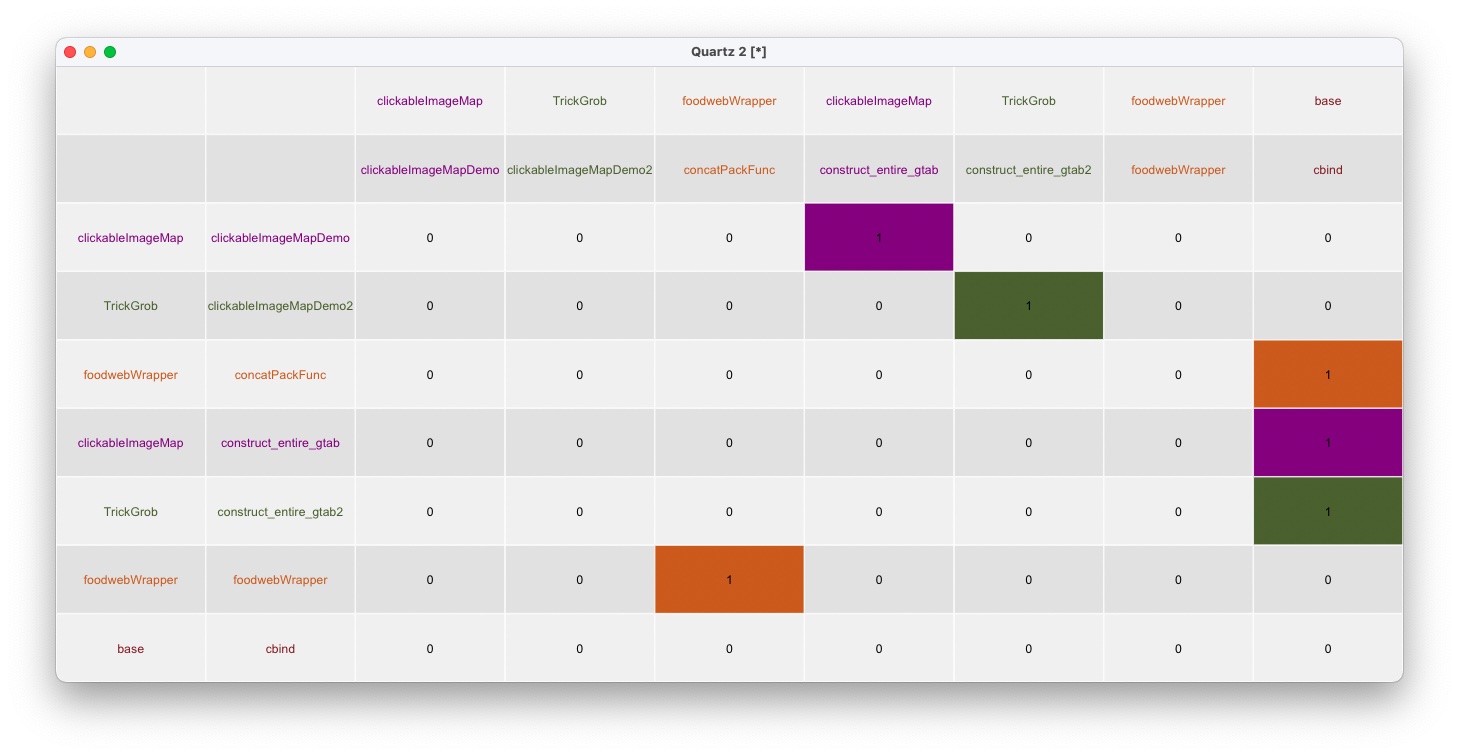 Quartz 2 [*]
clickableImageMap TrickGrob foodwebWrapper clickableImageMap TrickGrob foodwebWrapper base
clickableImageMapDemo clickableImageMapDemo2 concatPackFunc construct_entire_gtab construct_entire_gtab2 foodwebWrapper cbind
clickableImageMap clickableImageMapDemo 0 0 0 1 0 0 0
TrickGrob clickableImageMapDemo2 0 0 0 0 1 0 0
foodwebWrapper concatPackFunc 0 0 0 0 0 0 1
clickableImageMap construct_entire_gtab 0 0 0 0 0 0 1
TrickGrob construct_entire_gtab2 0 0 0 0 0 0 1
foodwebWrapper foodwebWrapper 0 0 1 0 0 0 0
base cbind 0 0 0 0 0 0 0